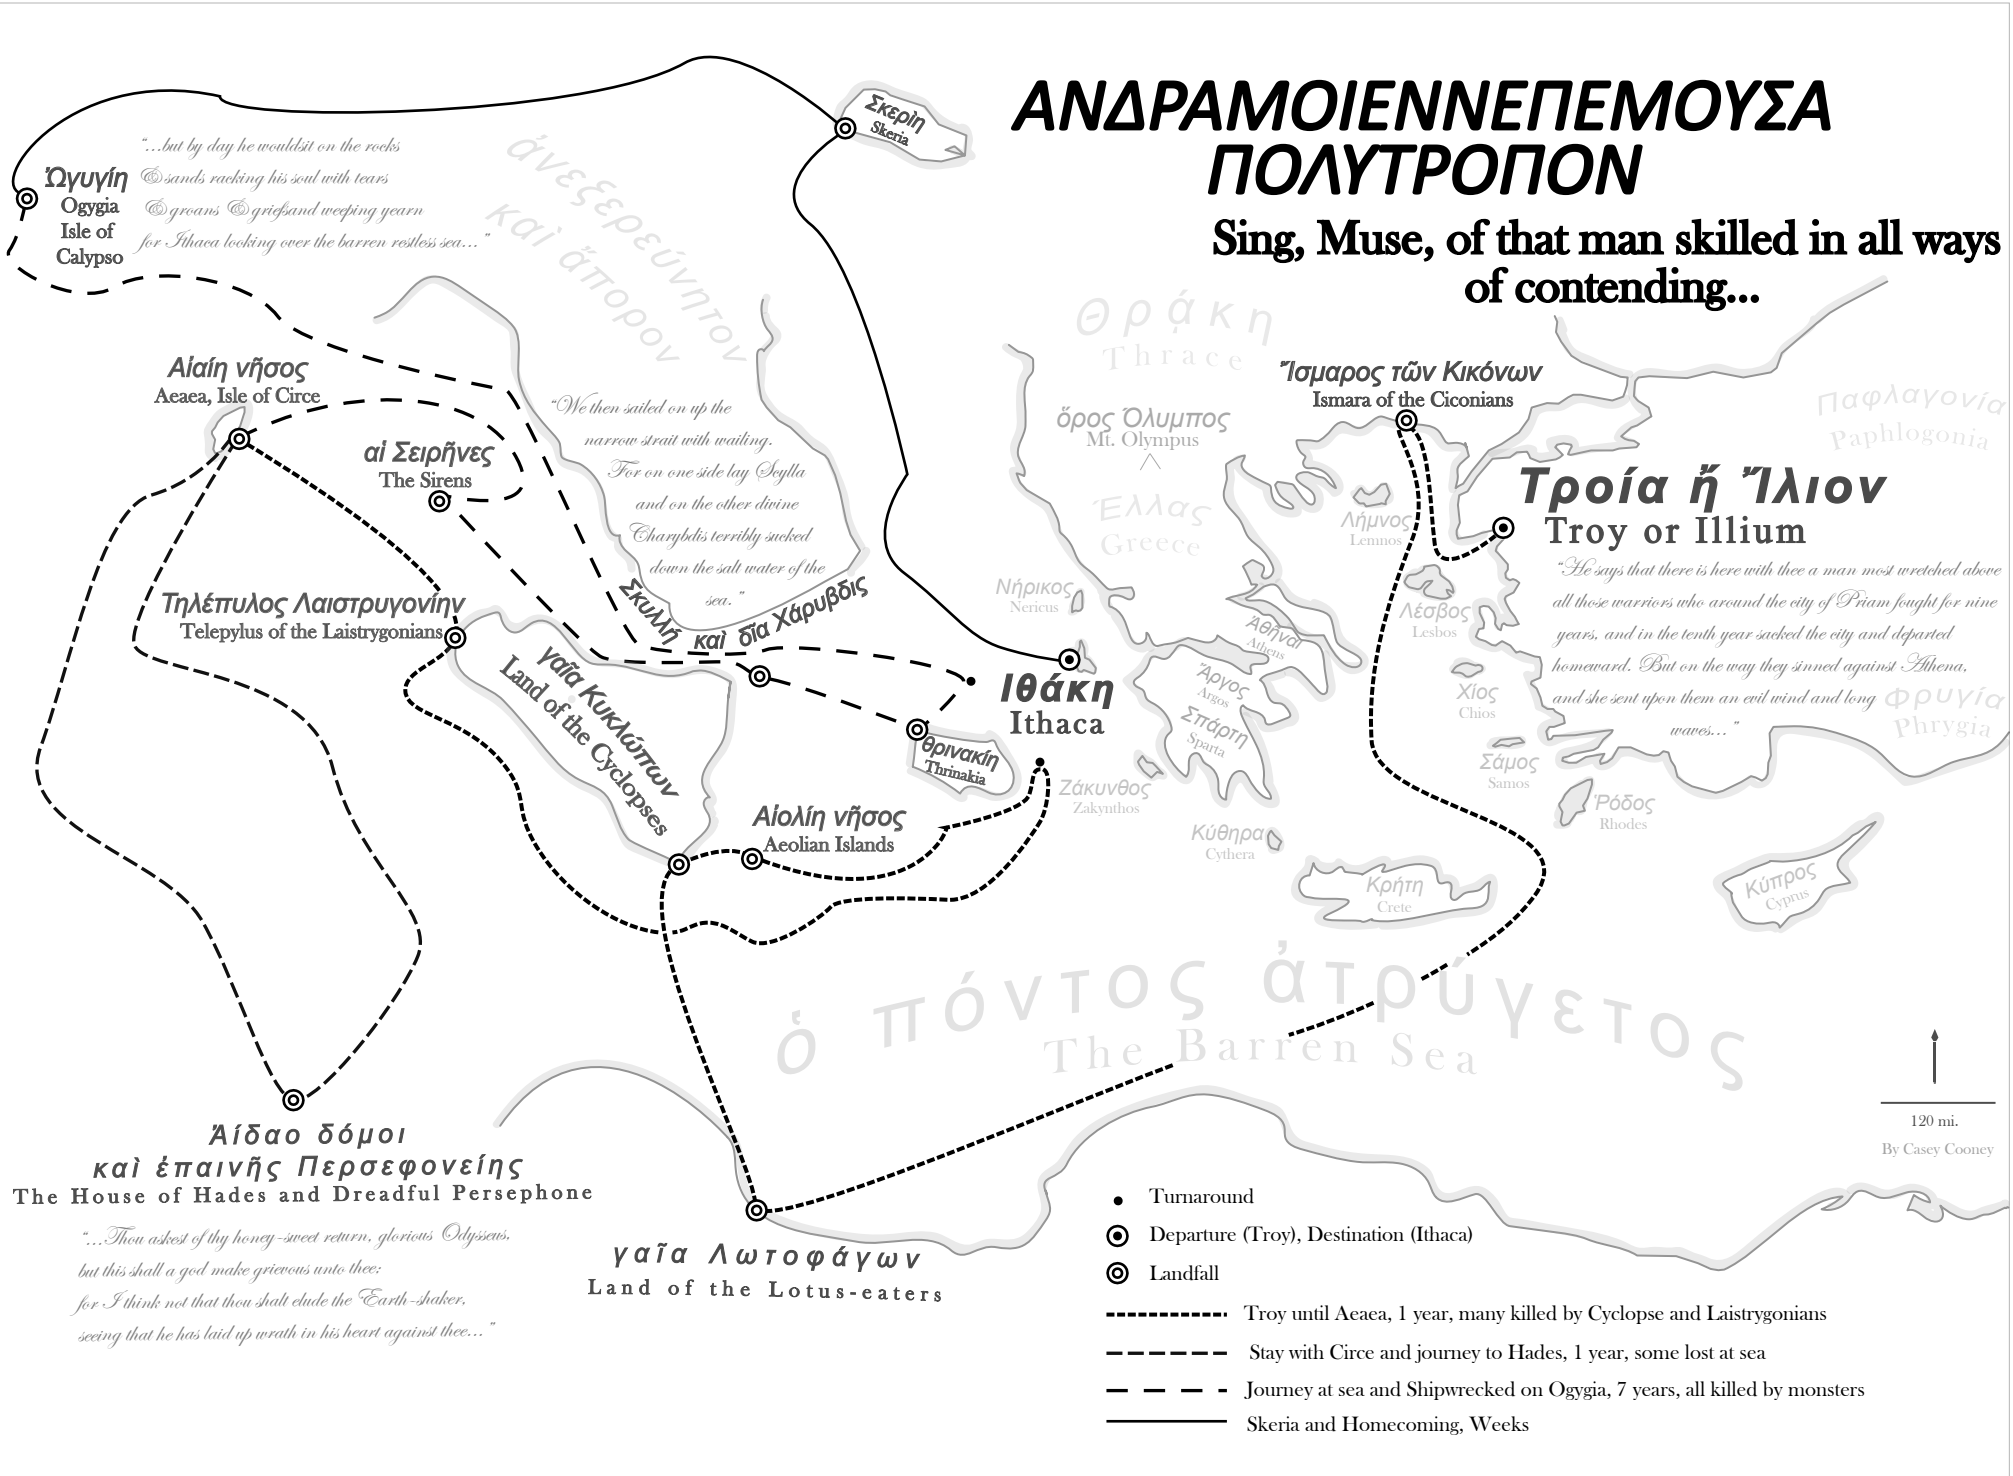 ΑΝΔΡΑΜΟΙΕΝΝΕΠΕΜΟΥΣΑ
ΠΟΛΥΤΡΟΠΟΝ
Sing, Muse, of that man skilled in all ways
of contending...
Σκερὶη
Skeria
Ὠγυγίη
Ogygia
Isle of
Calypso
“...but by day he wouldsit on the rocks
& sands racking his soul with tears
& groans & griefsand weeping yearn
for Ithaca looking over the barren restless sea...”
ἀνεξερεύνητον
καὶ ἄπορον
Αἰαίη νῆσος
Aeaea, Isle of Circe
αἱ Σειρῆνες
The Sirens
“We then sailed on up the
narrow strait with wailing.
For on one side lay Scylla
and on the other divine
Charybdis terribly sucked
down the salt water of the
sea.”
Σκυλλή καὶ δῖα Χάρυβδις
Τηλέπυλος Λαιστρυγονίην
Telepylus of the Laistrygonians
γαῖα Κυκλώπων
Land of the Cyclopses
Θρᾴκη
Thrace
ὄρος Ὄλυμπος
Mt. Olympus
Ἑλλας
Greece
Ἴσμαρος τῶν Κικόνων
Ismara of the Ciconians
Παφλαγονία
Paphlogonia
Τροία ἤ Ἴλιον
Troy or Illium
“He says that there is here with thee a man most wretched above
all those warriors who around the city of Priam fought for nine
years, and in the tenth year sacked the city and departed
homeward. But on the way they sinned against Athena,
and she sent upon them an evil wind and long
waves...”
Φρυγία
Phrygia
Λήμνος
Lemnos
Λέσβος
Lesbos
Χίος
Chios
Σάμος
Samos
Ῥόδος
Rhodes
Κύπρος
Cyprus
Νήρικος
Nericus
Ἀθῆναι
Athens
Ἄργος
Argos
Σπάρτη
Sparta
Ἰθάκη
Ithaca
θρινακίη
Thrinakia
Ζάκυνθος
Zakynthos
Κύθηρα
Cythera
Κρήτη
Crete
Αἰολίη νῆσος
Aeolian Islands
ὁ πόντος ἀτρύγετος
The Barren Sea
Ἀίδαο δόμοι
καὶ ἐπαινῆς Περσεφονείης
The House of Hades and Dreadful Persephone
“...Thou askest of thy honey-sweet return, glorious Odysseus,
but this shall a god make grievous unto thee;
for I think not that thou shalt elude the Earth-shaker,
seeing that he has laid up wrath in his heart against thee...”
γαῖα Λωτοφάγων
Land of the Lotus-eaters
120 mi.
By Casey Cooney
Turnaround
Departure (Troy), Destination (Ithaca)
Landfall
Troy until Aeaea, 1 year, many killed by Cyclopse and Laistrygonians
Stay with Circe and journey to Hades, 1 year, some lost at sea
Journey at sea and Shipwrecked on Ogygia, 7 years, all killed by monsters
Skeria and Homecoming, Weeks